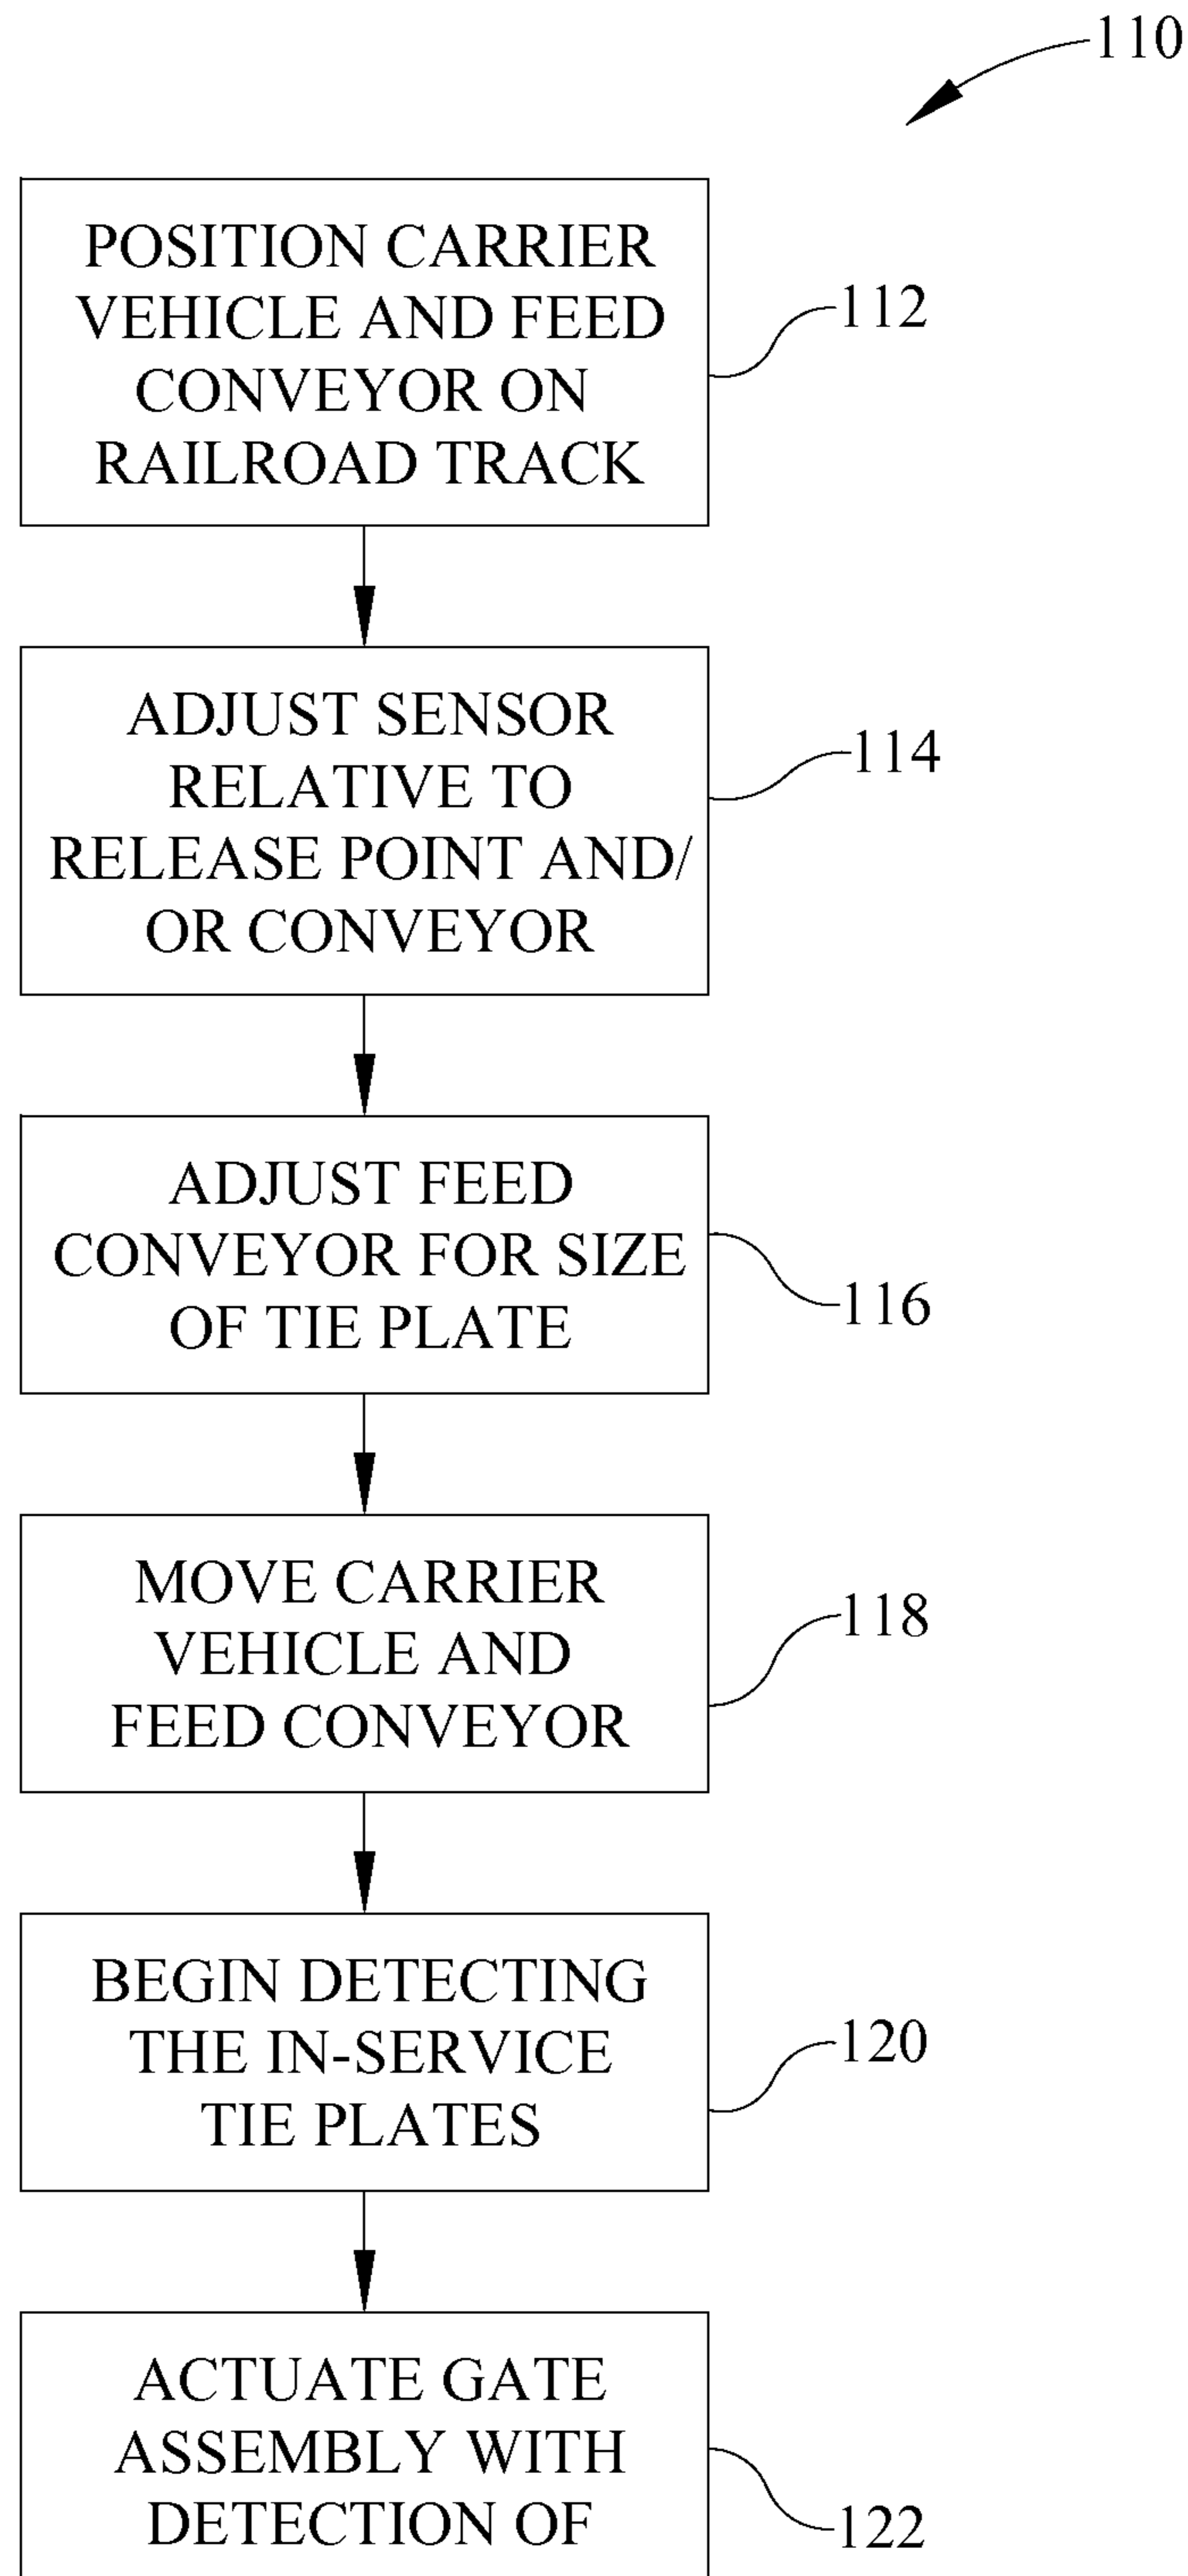 110
POSITION CARRIER
VEHICLE AND FEED
CONVEYOR ON
RAILROAD TRACK
112
ADJUST SENSOR
RELATIVE TO
RELEASE POINT AND/
OR CONVEYOR
114
ADJUST FEED
CONVEYOR FOR SIZE
OF TIE PLATE
116
MOVE CARRIER
VEHICLE AND
FEED CONVEYOR
118
BEGIN DETECTING
THE IN-SERVICE
TIE PLATES
120
ACTUATE GATE
ASSEMBLY WITH
DETECTION OF
122